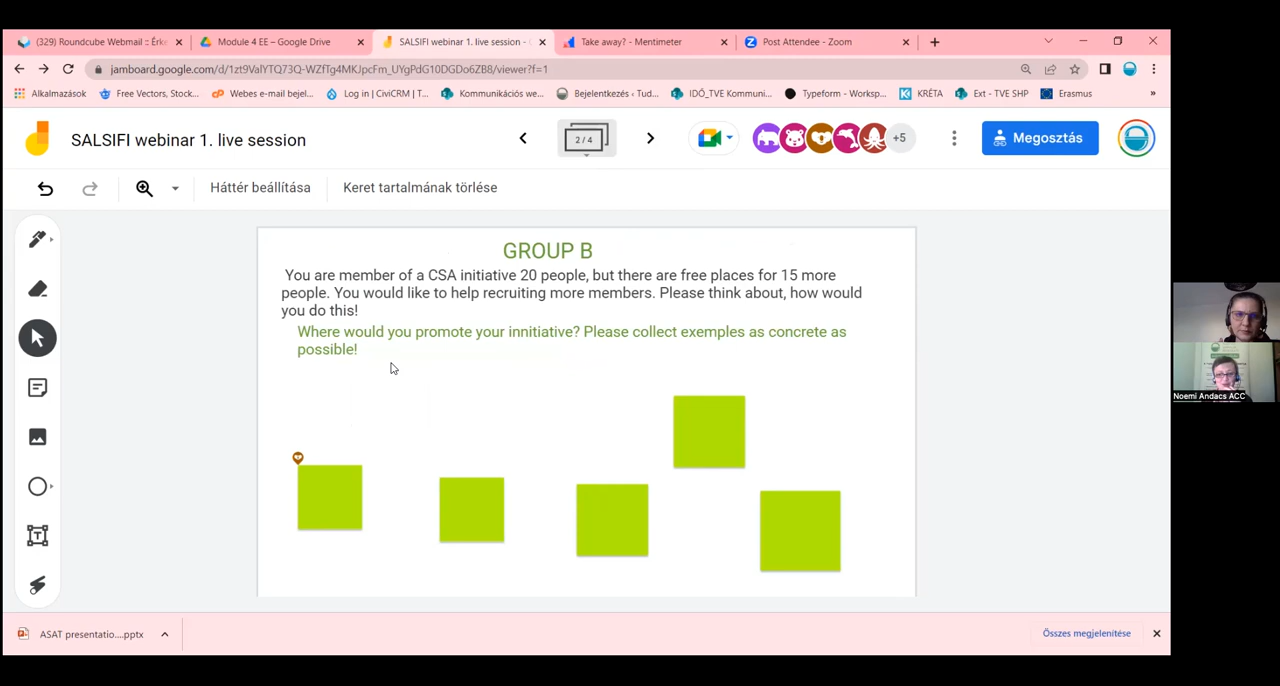 (329) Roundcube Webmail :: Érke
Module 4 EE – Google Drive
SALSIFI webinar 1. live session -
Take away? - Mentimeter
Post Attendee - Zoom
jamboard.google.com/d/1zt9ValYTQ73Q-WZfTg4MKJpcFm_UYgPdG10DGDo6ZB8/viewer?f=1
Alkalmazások
Free Vectors, Stock...
Webes e-mail bejel...
Log in | CiviCRM | T...
Kommunikációs we...
Bejelentkezés ‹ Tud...
IDŐ_TVE Kommuni...
Typeform - Worksp...
KRÉTA
Ext - TVE SHP
Erasmus
SALSIFI webinar 1. live session
2 / 4
+5
Megosztás
Háttér beállítása
Keret tartalmának törlése
GROUP B
You are member of a CSA initiative 20 people, but there are free places for 15 more
people. You would like to help recruiting more members. Please think about, how would
you do this!
Where would you promote your innitiative? Please collect exemples as concrete as
possible!
Noemi Andacs ACC
ASAT presentatio....pptx
Összes megjelenítése